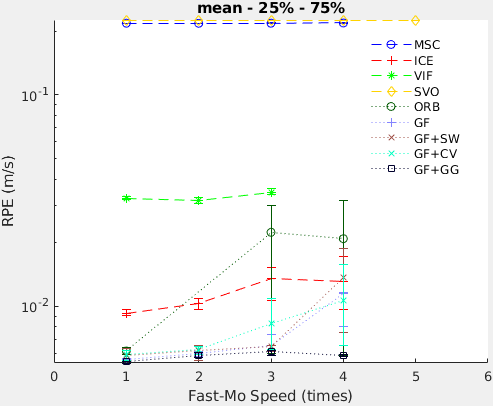 mean - 25% - 75%
RPE (m/s)
10^-1
10^-2
MSC
ICE
VIF
SVO
ORB
GF
GF+SW
GF+CV
GF+GG
0 1 2 3 4 5 6
Fast-Mo Speed (times)